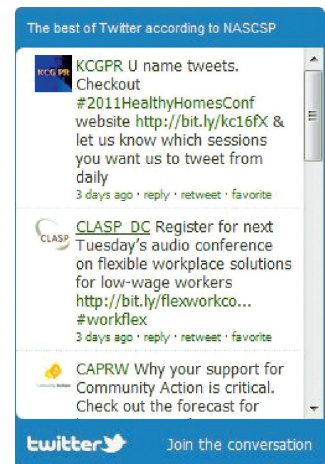 The best of Twitter according to NASCSP
KCG PR
KCGPR U name tweets.
Checkout
#2011HealthyHomesConf
website http://bit.ly/kc16fX &
let us know which sessions
you want us to tweet from
daily
3 days ago · reply · retweet · favorite
CLASP
CLASP_DC Register for next
Tuesday's audio conference
on flexible workplace solutions
for low-wage workers
http://bit.ly/flexworkco...
#workflex
3 days ago · reply · retweet · favorite
CAPRW Why your support for
Community Action is critical.
Check out the forecast for
twitter
Join the conversation